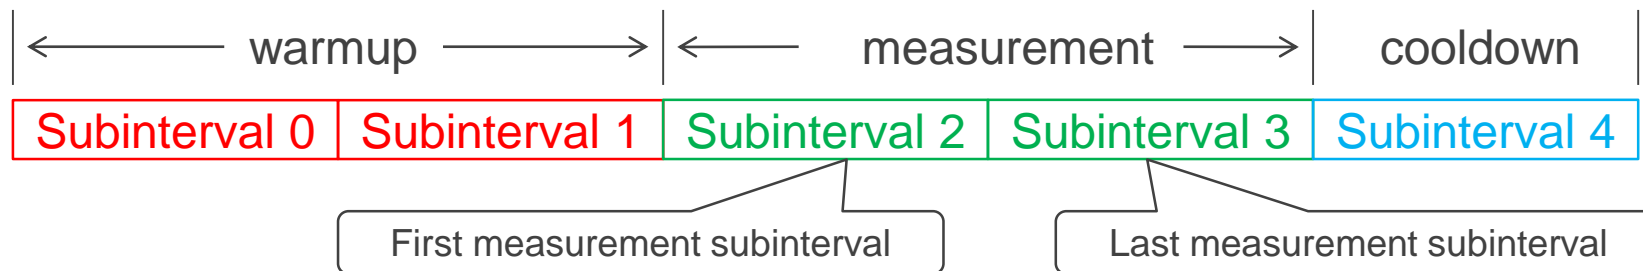 warmup measurement cooldown
Subinterval 0 Subinterval 1 Subinterval 2 Subinterval 3 Subinterval 4
First measurement subinterval Last measurement subinterval